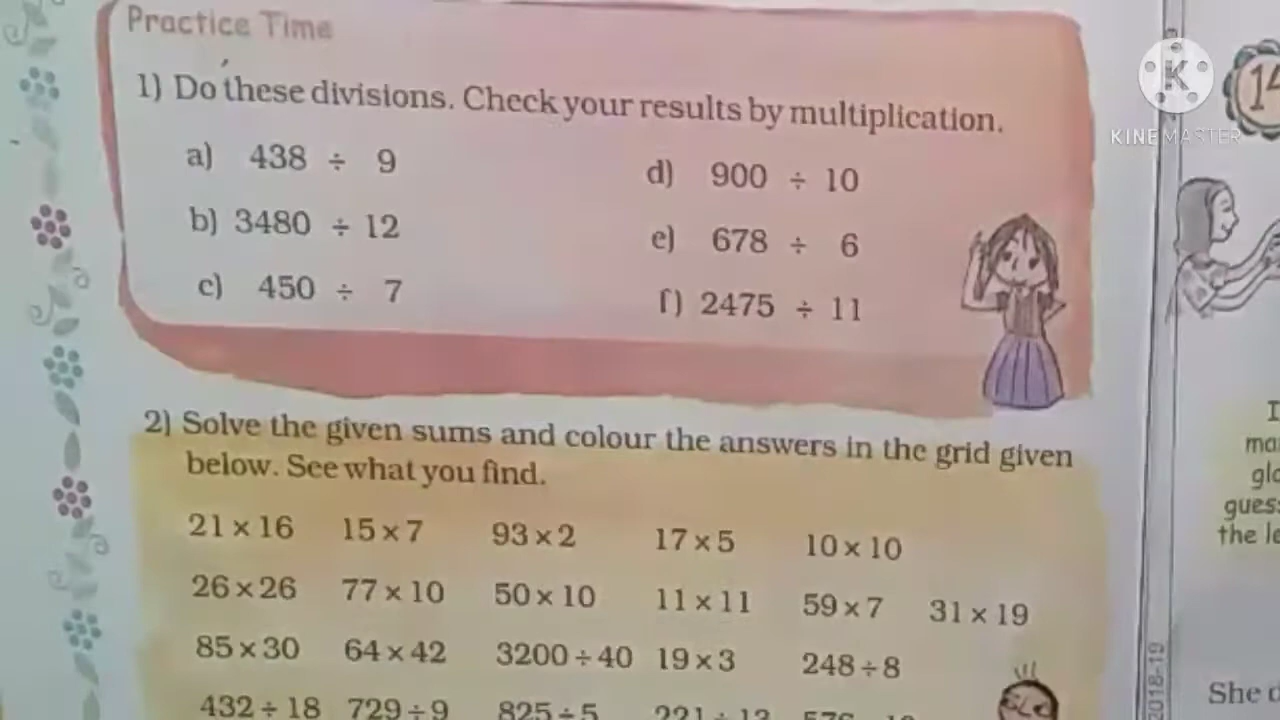 Practice Time
1) Do these divisions. Check your results by multiplication.
a) 438 ÷ 9
d) 900 ÷ 10
b) 3480 ÷ 12
e) 678 ÷ 6
c) 450 ÷ 7
f) 2475 ÷ 11
2) Solve the given sums and colour the answers in the grid given
below. See what you find.
21 × 16 15 × 7 93 × 2 17 × 5 10 × 10
26 × 26 77 × 10 50 × 10 11 × 11 59 × 7 31 × 19
85 × 30 64 × 42 3200 ÷ 40 19 × 3 248 ÷ 8
432 ÷ 18 729 ÷ 9 825 ÷ 5
K
KINEMASTER
14
2018-19
the
She